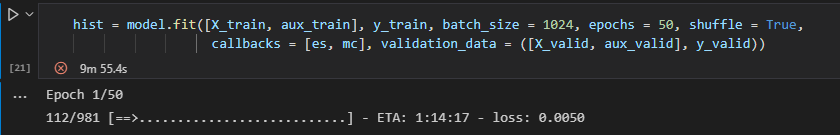 hist = model.fit([X_train, aux_train], y_train, batch_size = 1024, epochs = 50, shuffle = True,
callbacks = [es, mc], validation_data = ([X_valid, aux_valid], y_valid))
[21] 9m 55.4s
... Epoch 1/50
112/981 [==>...........................] - ETA: 1:14:17 - loss: 0.0050